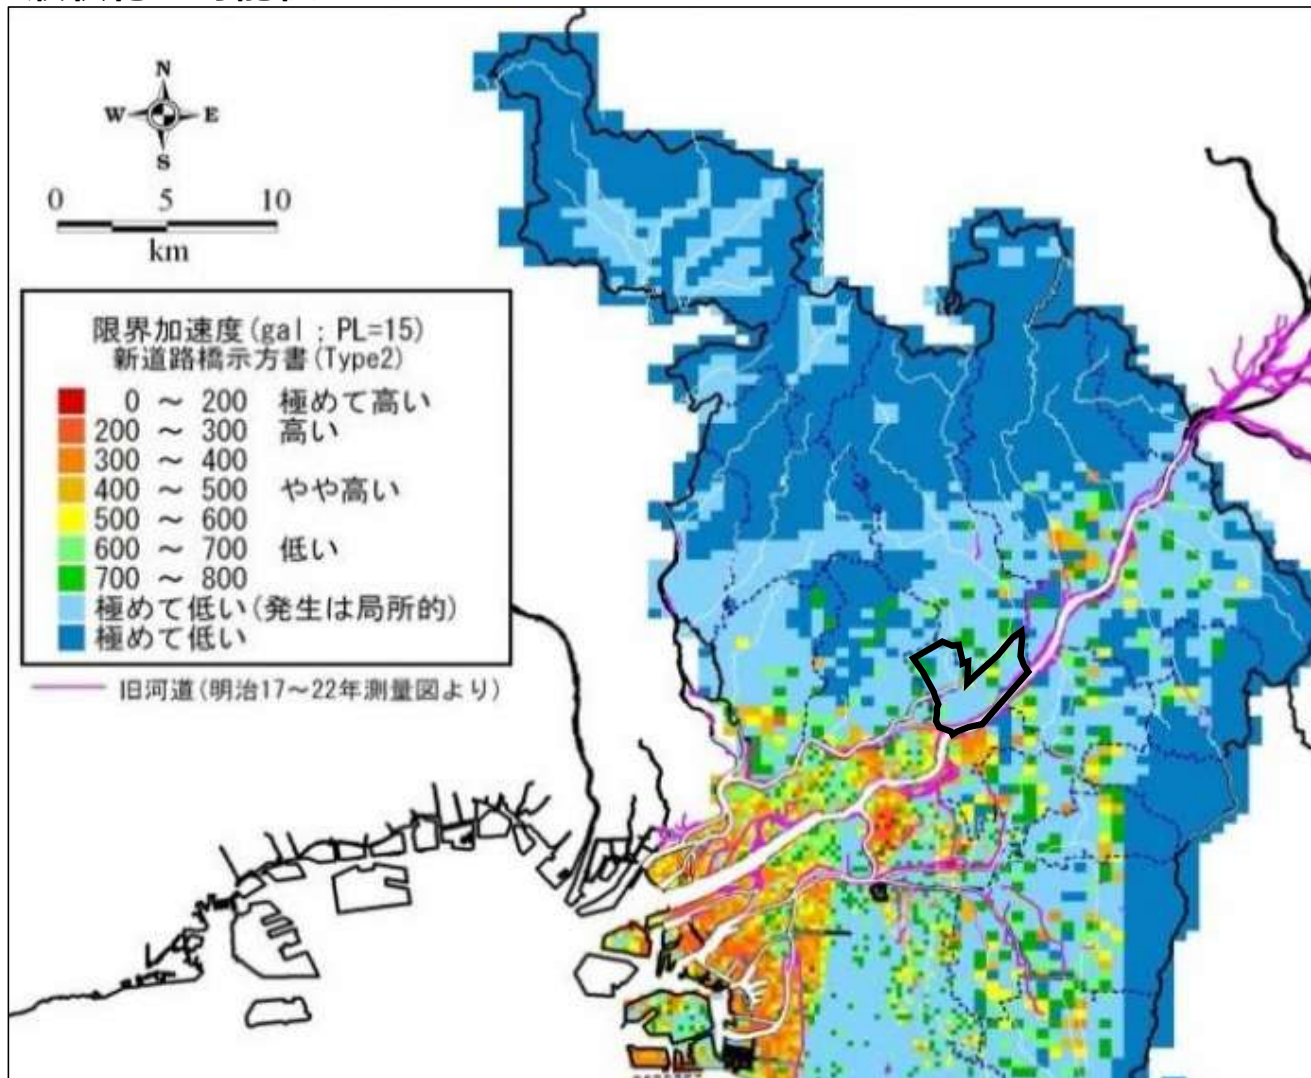 N
W E
S
0 5 10
km
限界加速度(gal : PL=15)
新道路橋示方書(Type2)
0 ～ 200 極めて高い
200 ～ 300 高い
300 ～ 400
400 ～ 500 やや高い
500 ～ 600
600 ～ 700 低い
700 ～ 800
極めて低い(発生は局所的)
極めて低い
旧河道(明治17～22年測量図より)